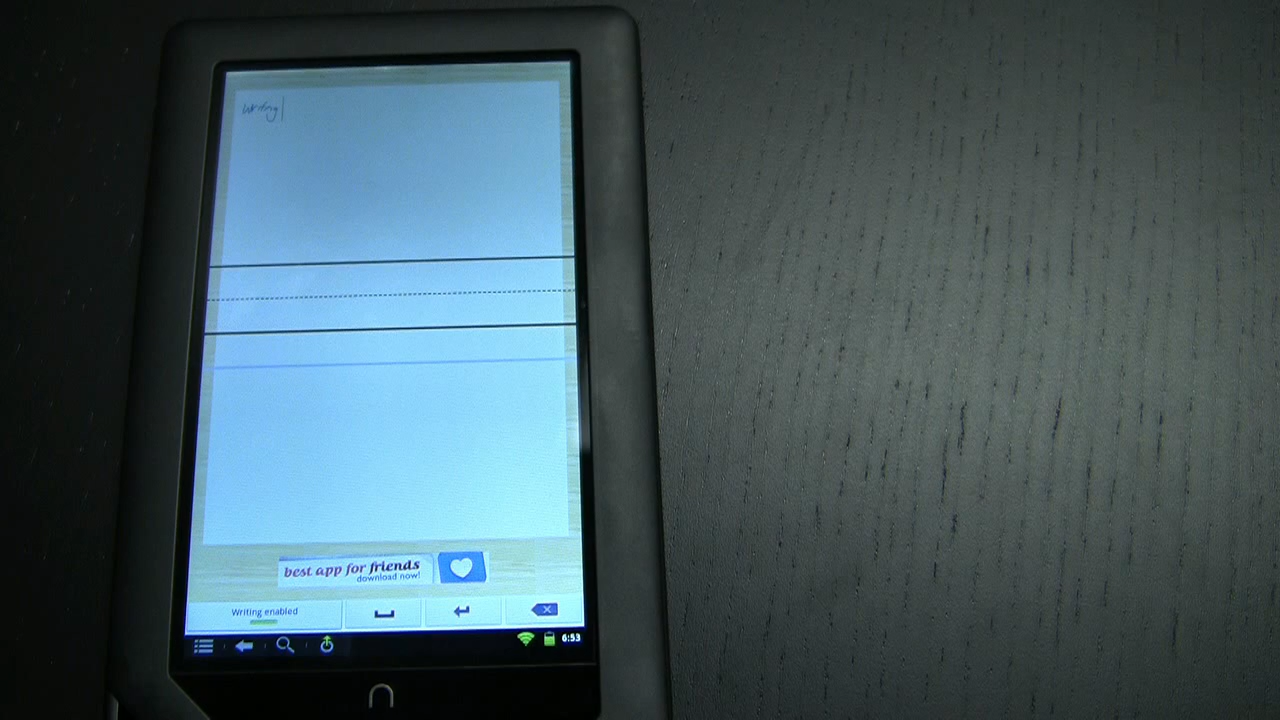 Writing
best app for friends
download now!
Writing enabled
6:53